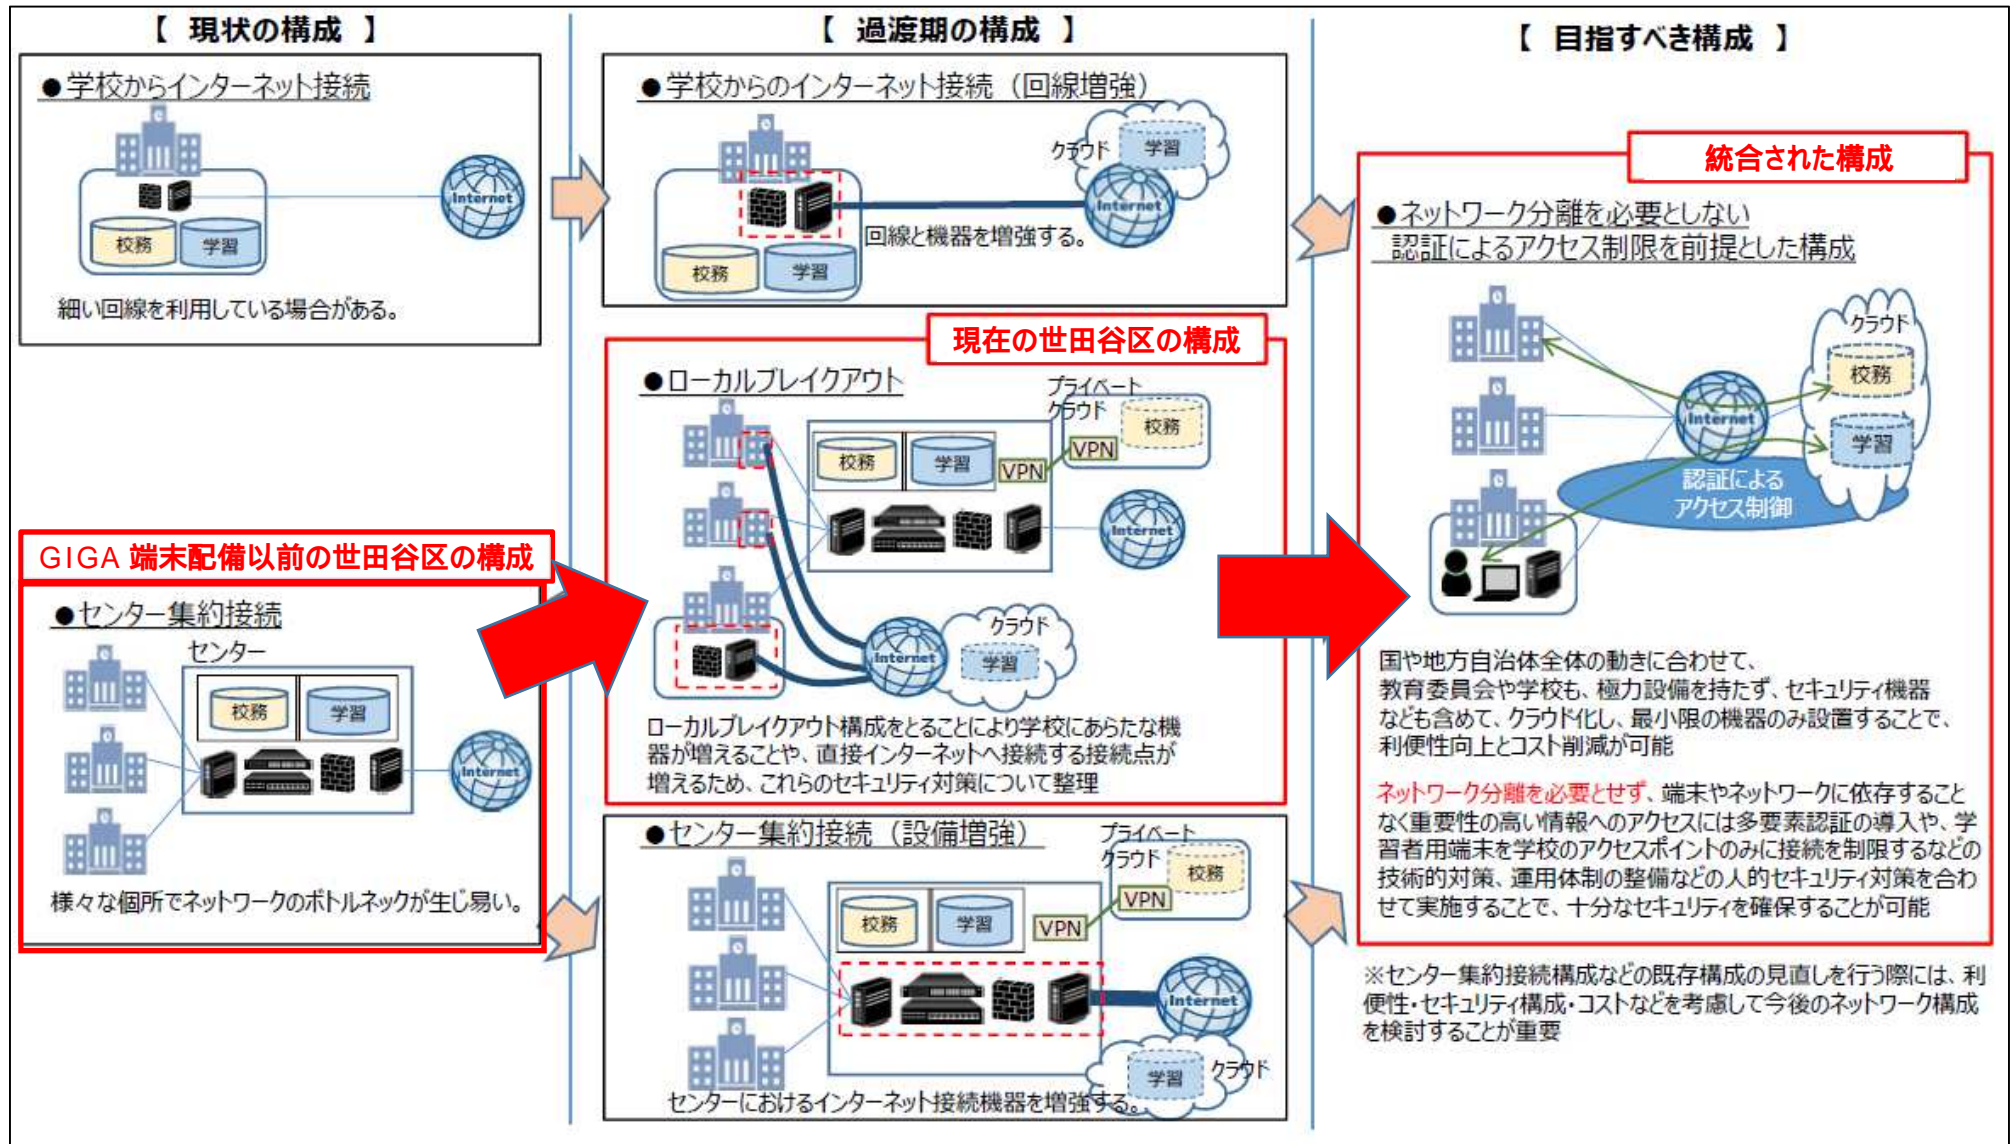 【 現状の構成 】
●学校からインターネット接続
Internet
校務
学習
細い回線を利用している場合がある。
GIGA 端末配備以前の世田谷区の構成
●センター集約接続
センター
校務
学習
Internet
様々な個所でネットワークのボトルネックが生じ易い。
【 過渡期の構成 】
●学校からのインターネット接続（回線増強）
クラウド
学習
Internet
回線と機器を増強する。
校務
学習
現在の世田谷区の構成
●ローカルブレイクアウト
プライベート
クラウド
校務
VPN
校務
学習
VPN
Internet
クラウド
Internet
学習
ローカルブレイクアウト構成をとることにより学校にあらたな機
器が増えることや、直接インターネットへ接続する接続点が
増えるため、これらのセキュリティ対策について整理
●センター集約接続（設備増強）
プライベート
クラウド
校務
VPN
校務
学習
VPN
Internet
学習
クラウド
センターにおけるインターネット接続機器を増強する。
【 目指すべき構成 】
統合された構成
●ネットワーク分離を必要としない
認証によるアクセス制限を前提とした構成
クラウド
校務
Internet
学習
認証による
アクセス制御
国や地方自治体全体の動きに合わせて、
教育委員会や学校も、極力設備を持たず、セキュリティ機器
なども含めて、クラウド化し、最小限の機器のみ設置することで、
利便性向上とコスト削減が可能
ネットワーク分離を必要とせず、端末やネットワークに依存すること
なく重要性の高い情報へのアクセスには多要素認証の導入や、学
習者用端末を学校のアクセスポイントのみに接続を制限するなどの
技術的対策、運用体制の整備などの人的セキュリティ対策を合わ
せて実施することで、十分なセキュリティを確保することが可能
※センター集約接続構成などの既存構成の見直しを行う際には、利
便性・セキュリティ構成・コストなどを考慮して今後のネットワーク構成
を検討することが重要